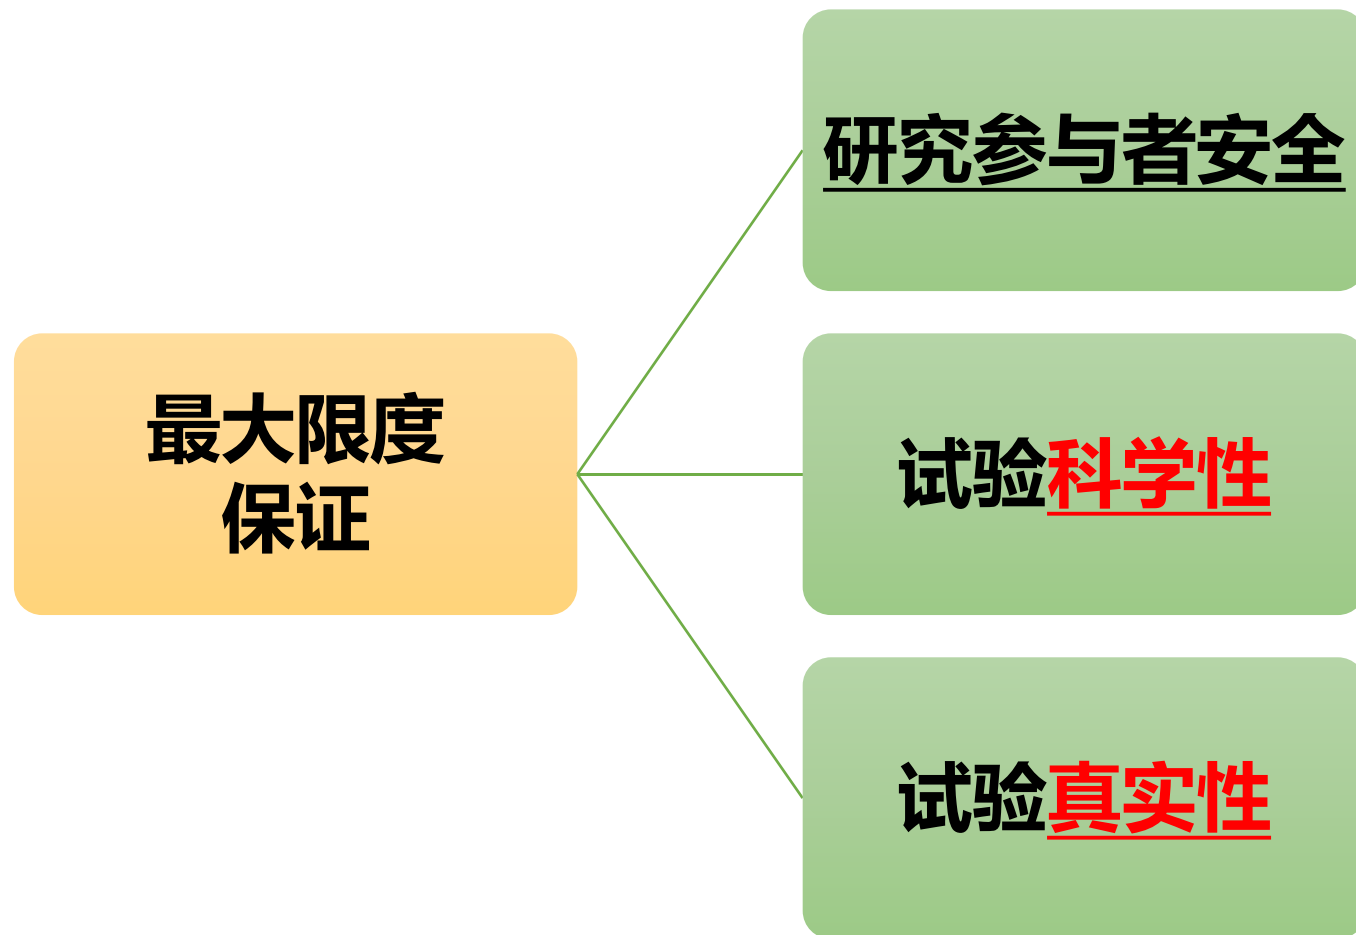 研究参与者安全
最大限度
保证
试验科学性
试验真实性